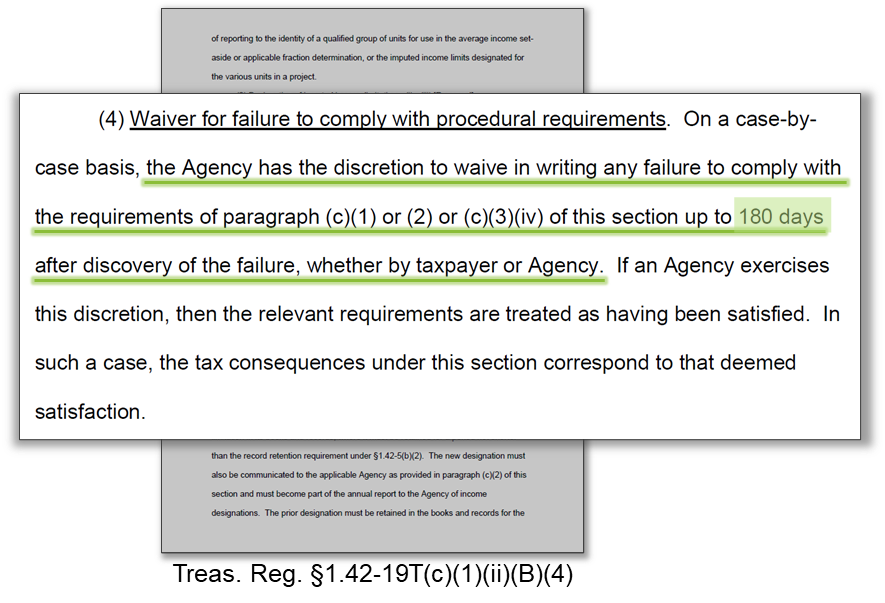 of reporting to the identity of a qualified group of units for use in the average income set-
aside or applicable fraction determination, or the imputed income limits designated for
the various units in a project.
(4) Waiver for failure to comply with procedural requirements.  On a case-by-
case basis, the Agency has the discretion to waive in writing any failure to comply with
the requirements of paragraph (c)(1) or (2) or (c)(3)(iv) of this section up to 180 days
after discovery of the failure, whether by taxpayer or Agency.  If an Agency exercises
this discretion, then the relevant requirements are treated as having been satisfied.  In
such a case, the tax consequences under this section correspond to that deemed
satisfaction.
than the record retention requirement under §1.42-5(b)(2).  The new designation must
also be communicated to the applicable Agency as provided in paragraph (c)(2) of this
section and must become part of the annual report to the Agency of income
designations.  The prior designation must be retained in the books and records for the
Treas. Reg. §1.42-19T(c)(1)(ii)(B)(4)